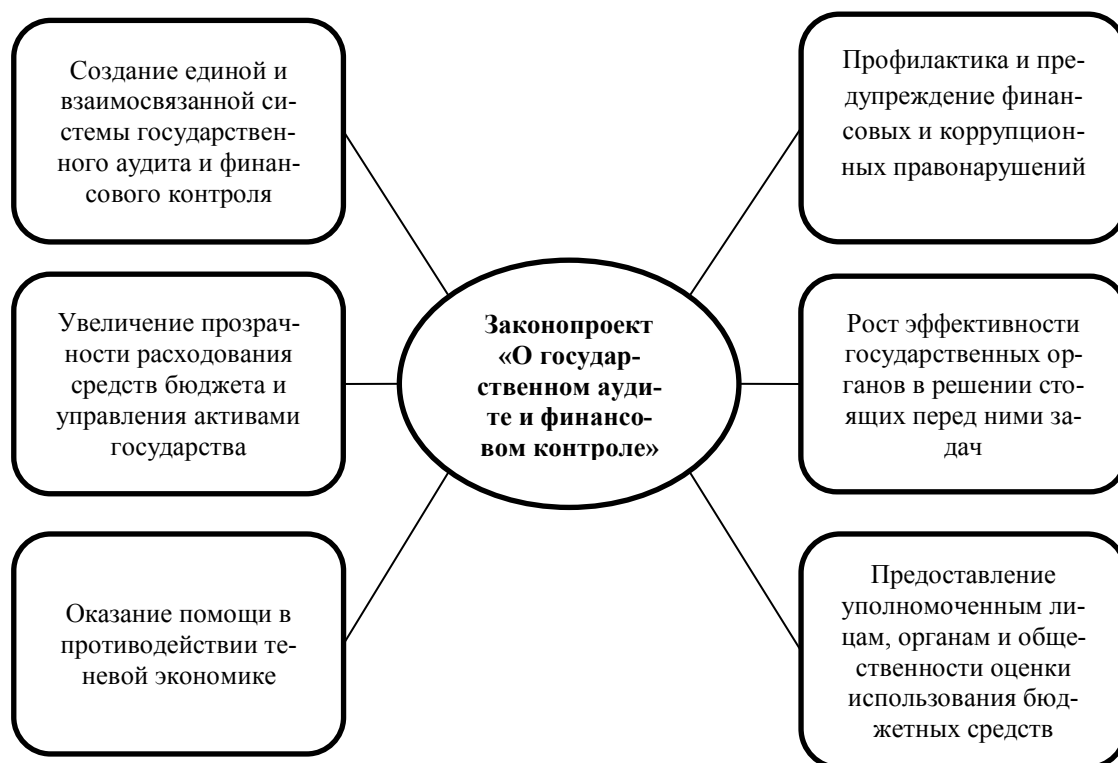 Создание единой и
взаимосвязанной си-
стемы государствен-
ного аудита и финан-
сового контроля
Увеличение прозрач-
ности расходования
средств бюджета и
управления активами
государства
Оказание помощи в
противодействии те-
невой экономике
Законопроект
«О государ-
ственном ауди-
те и финансо-
вом контроле»
Профилактика и пре-
дупреждение финан-
совых и коррупцион-
ных правонарушений
Рост эффективности
государственных ор-
ганов в решении сто-
ящих перед ними за-
дач
Предоставление
уполномоченным ли-
цам, органам и обще-
ственности оценки
использования бюд-
жетных средств